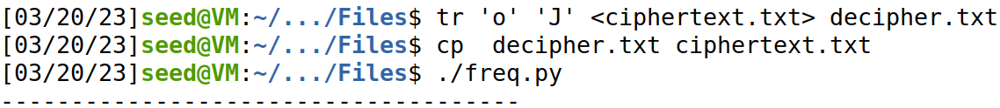 [03/20/23]seed@VM:~/.../Files$ tr 'o' 'J' <ciphertext.txt> decipher.txt
[03/20/23]seed@VM:~/.../Files$ cp  decipher.txt ciphertext.txt
[03/20/23]seed@VM:~/.../Files$ ./freq.py
-------------------------------------